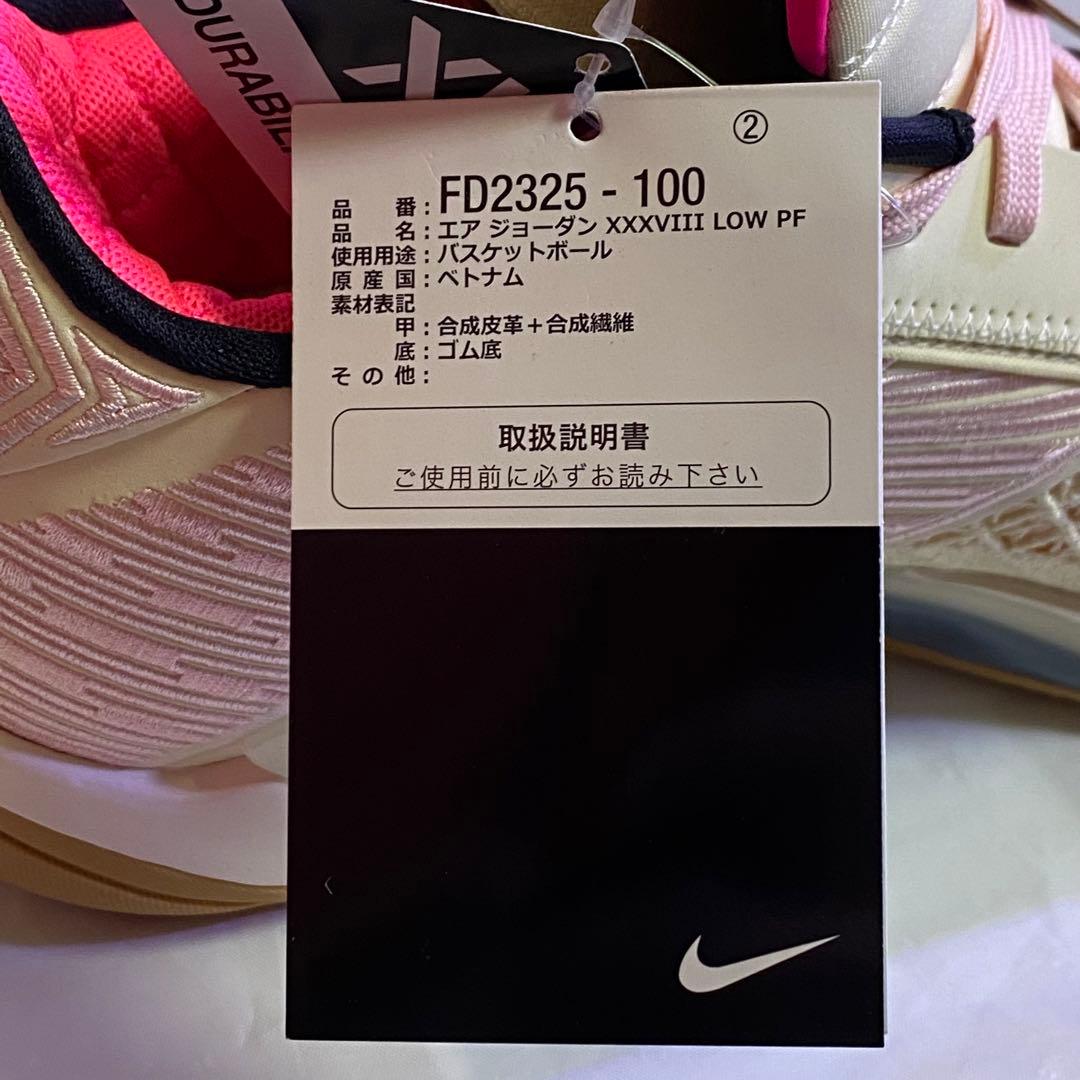 DURABIL
②
品番：FD2325 - 100
品名：エア ジョーダン XXXVIII LOW PF
使用用途：バスケットボール
原産国：ベトナム
素材表記
甲：合成皮革＋合成繊維
底：ゴム底
その他：
取扱説明書
ご使用前に必ずお読み下さい